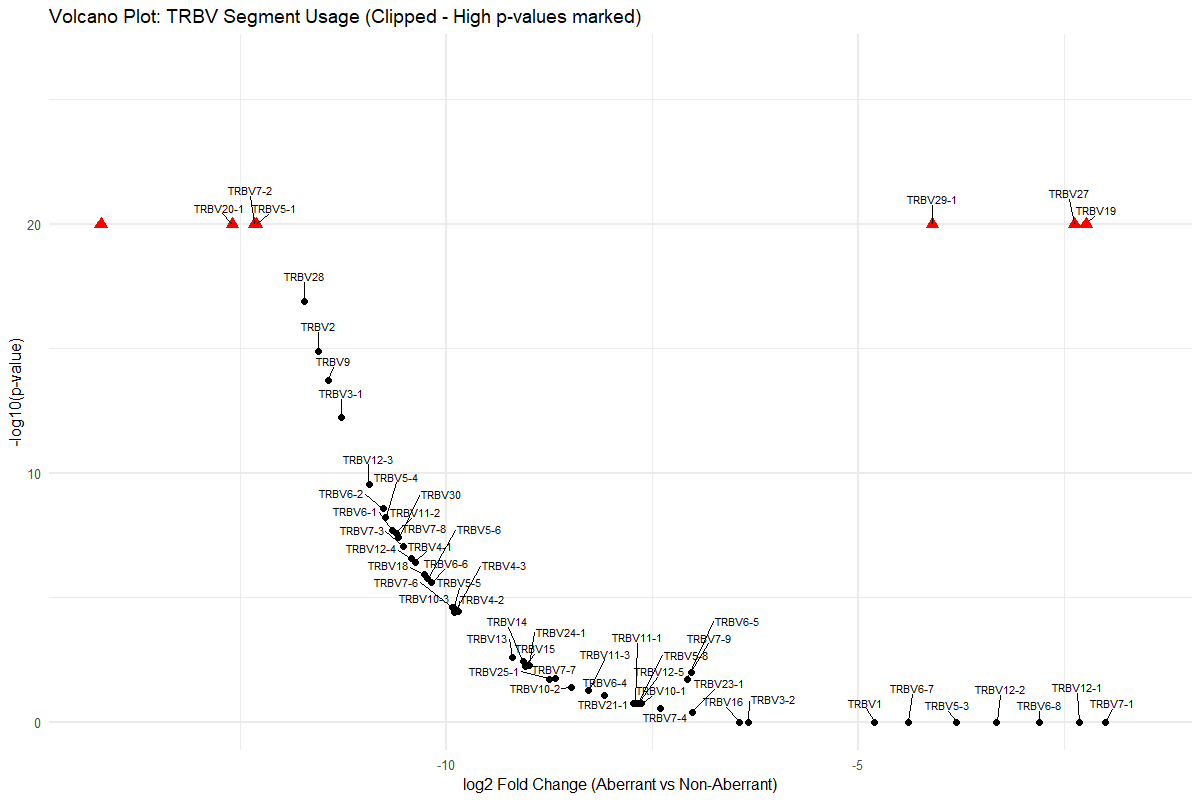 Volcano Plot: TRBV Segment Usage (Clipped - High p-values marked)
TRBV7-2
TRBV20-1 TRBV5-1
TRBV29-1
TRBV27
TRBV19
20
TRBV28
TRBV2
TRBV9
TRBV3-1
-log10(p-value)
TRBV12-3
10
TRBV5-4
TRBV6-2
TRBV30
TRBV6-1 TRBV11-2
TRBV7-3 TRBV7-8 TRBV5-6
TRBV12-4 TRBV4-1
TRBV18 TRBV6-6 TRBV4-3
TRBV7-6 TRBV5-5
TRBV10-3 TRBV4-2
TRBV14 TRBV6-5
TRBV13 TRBV24-1 TRBV11-1 TRBV7-9
TRBV15 TRBV11-3 TRBV5-8
TRBV25-1 TRBV7-7 TRBV12-5
TRBV10-2 TRBV6-4 TRBV10-1 TRBV23-1
TRBV21-1 TRBV16 TRBV3-2
TRBV7-4
TRBV1 TRBV6-7 TRBV5-3 TRBV12-2 TRBV6-8 TRBV12-1 TRBV7-1
0
-10 -5
log2 Fold Change (Aberrant vs Non-Aberrant)